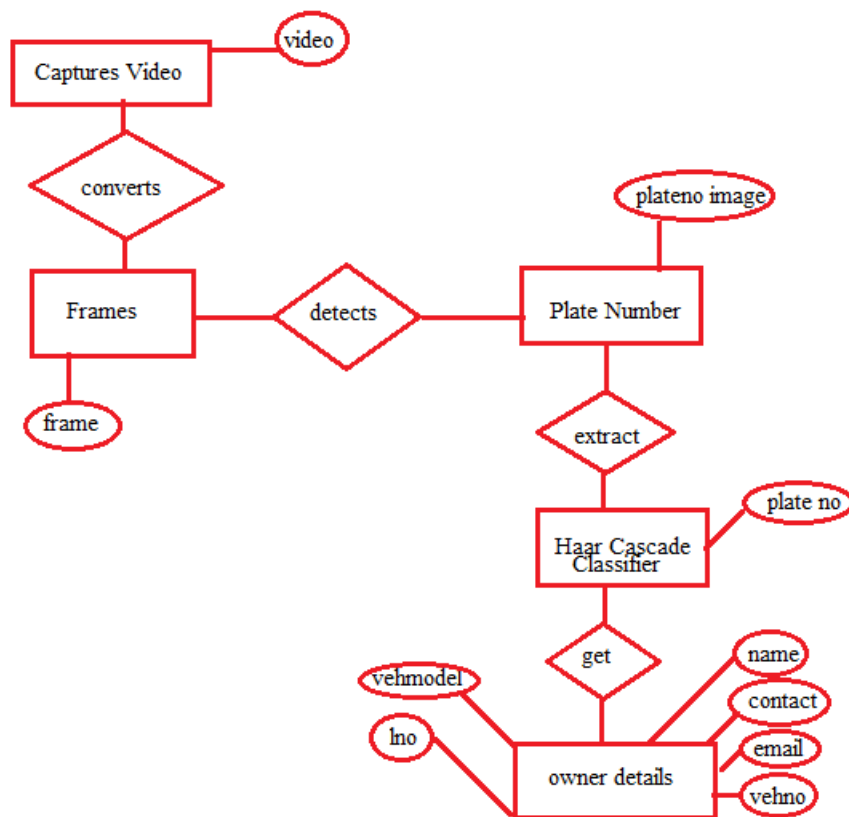 video
Captures Video
converts
plateno image
Frames
detects
Plate Number
frame
extract
plate no
Haar Cascade
Classifier
get
name
vehmodel
contact
lno
email
owner details
vehno